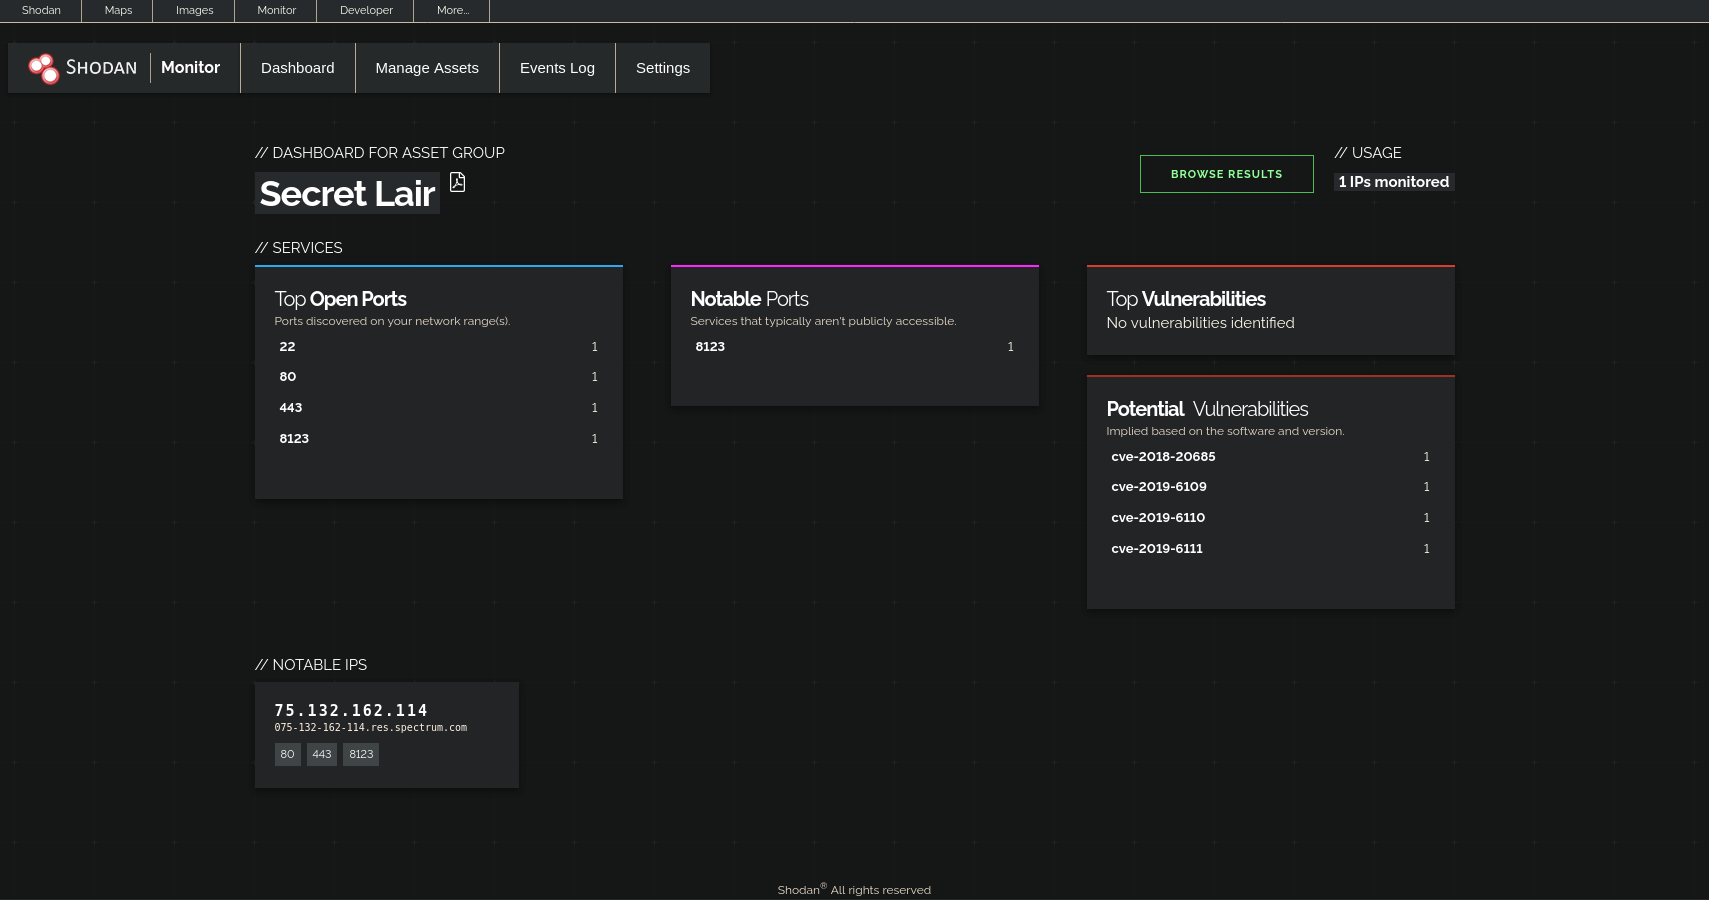 Shodan Maps Images Monitor Developer More...
SHODAN Monitor Dashboard Manage Assets Events Log Settings
// DASHBOARD FOR ASSET GROUP
Secret Lair
BROWSE RESULTS
// USAGE
1 IPs monitored
// SERVICES
Top Open Ports
Ports discovered on your network range(s).
22 1
80 1
443 1
8123 1
Notable Ports
Services that typically aren't publicly accessible.
8123 1
Top Vulnerabilities
No vulnerabilities identified
Potential Vulnerabilities
Implied based on the software and version.
cve-2018-20685 1
cve-2019-6109 1
cve-2019-6110 1
cve-2019-6111 1
// NOTABLE IPS
75.132.162.114
075-132-162-114.res.spectrum.com
80 443 8123
Shodan® All rights reserved